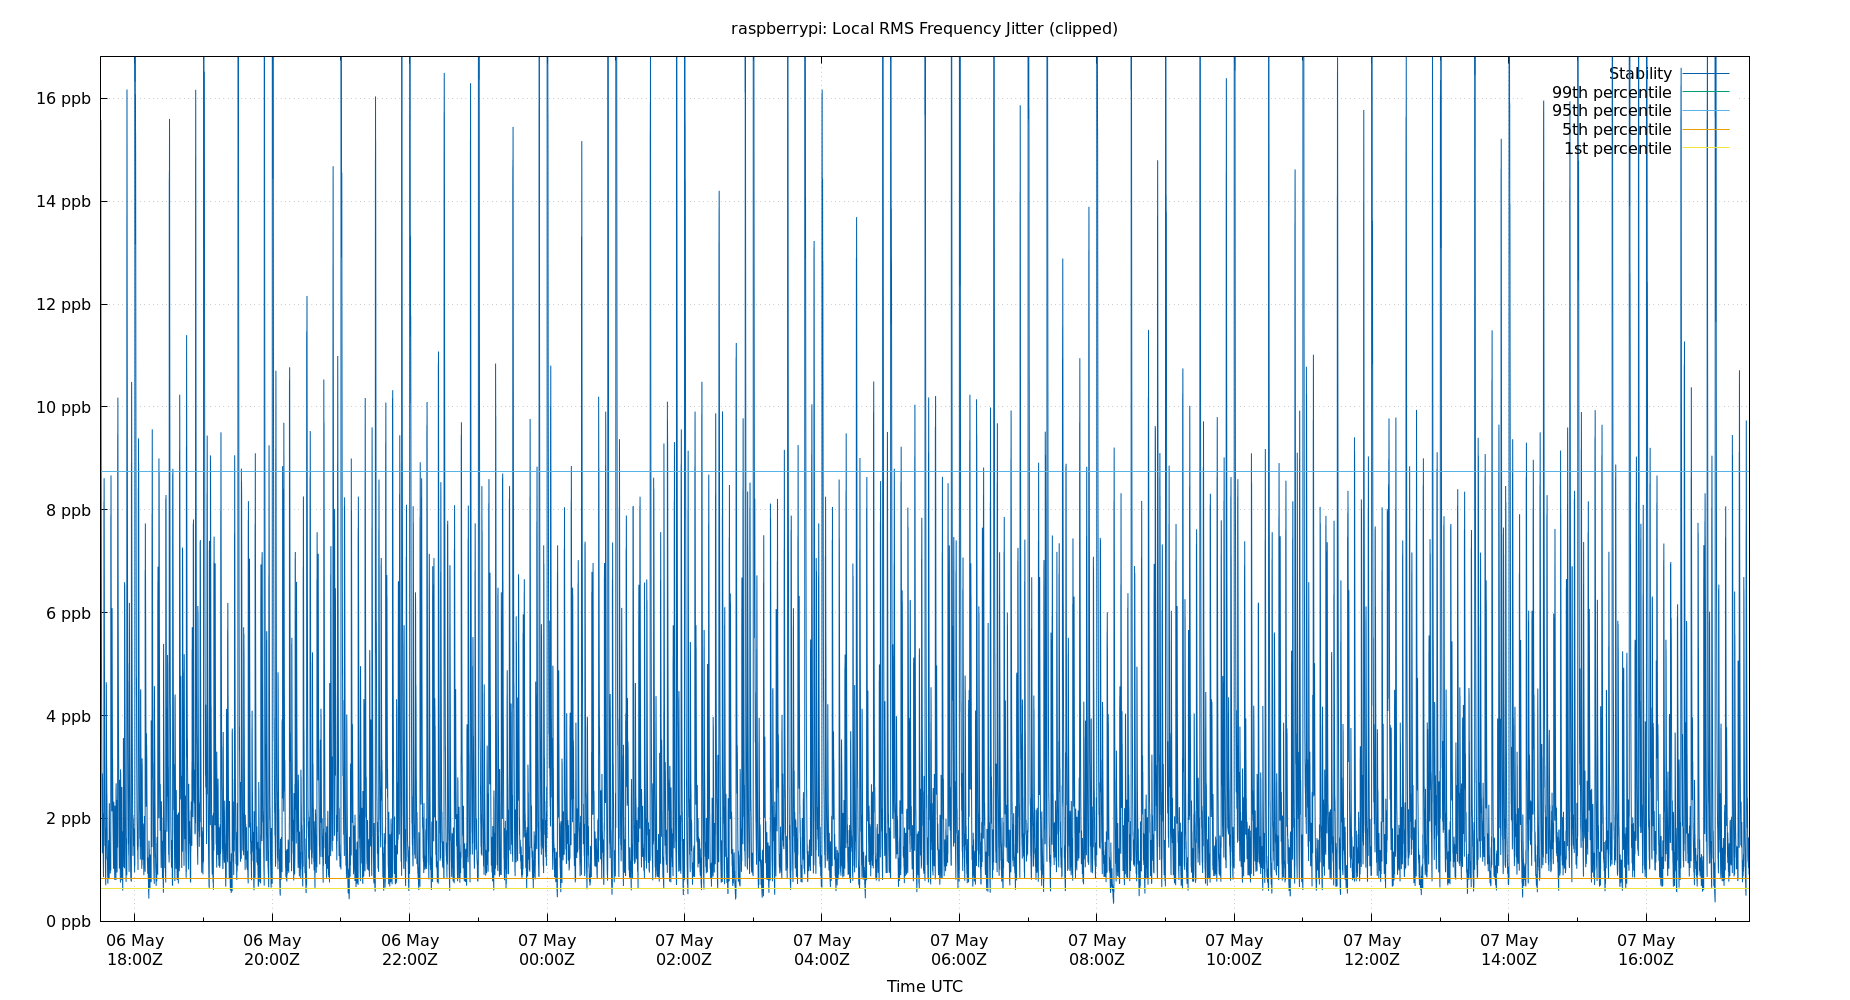 raspberrypi: Local RMS Frequency Jitter (clipped)
Stability
99th percentile
95th percentile
5th percentile
1st percentile
16 ppb
14 ppb
12 ppb
10 ppb
8 ppb
6 ppb
4 ppb
2 ppb
0 ppb
06 May 06 May 06 May 07 May 07 May 07 May 07 May 07 May 07 May 07 May 07 May 07 May
18:00Z 20:00Z 22:00Z 00:00Z 02:00Z 04:00Z 06:00Z 08:00Z 10:00Z 12:00Z 14:00Z 16:00Z
Time UTC